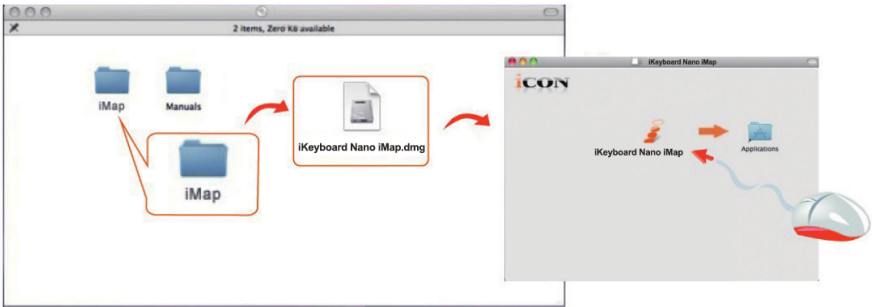 2 items, Zero KB available
iMap
Manuals
iMap
iKeyboard Nano iMap.dmg
iKeyboard Nano iMap
iCON
iKeyboard Nano iMap
Applications